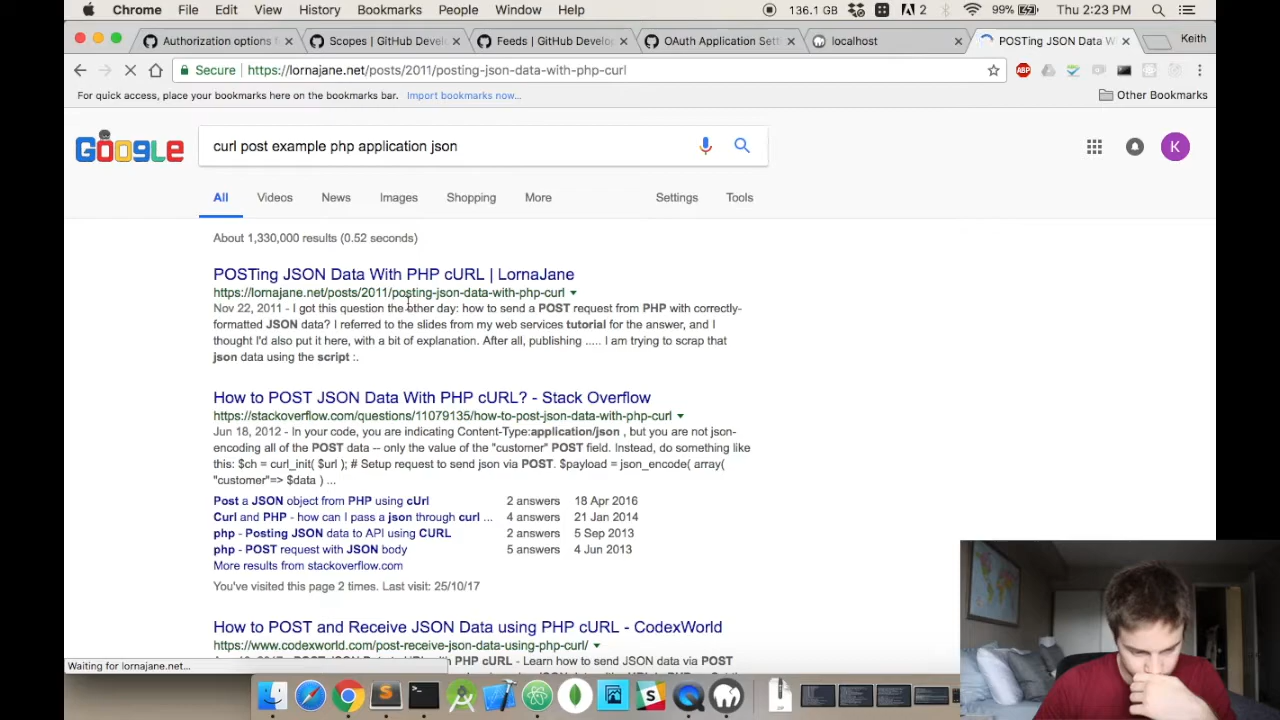 Chrome File Edit View History Bookmarks People Window Help 136.1 GB 2 99% Thu 2:23 PM
Authorization options f Scopes | GitHub Devel Feeds | GitHub Develo OAuth Application Sett localhost POSTing JSON Data Wi Keith
Secure https://lornajane.net/posts/2011/posting-json-data-with-php-curl ABP
For quick access, place your bookmarks here on the bookmarks bar. Import bookmarks now... Other Bookmarks
Google curl post example php application json K
All Videos News Images Shopping More Settings Tools
About 1,330,000 results (0.52 seconds)
POSTing JSON Data With PHP cURL | LornaJane
https://lornajane.net/posts/2011/posting-json-data-with-php-curl
Nov 22, 2011 - I got this question the other day: how to send a POST request from PHP with correctly-
formatted JSON data? I referred to the slides from my web services tutorial for the answer, and I
thought I'd also put it here, with a bit of explanation. After all, publishing ..... I am trying to scrap that
json data using the script :.
How to POST JSON Data With PHP cURL? - Stack Overflow
https://stackoverflow.com/questions/11079135/how-to-post-json-data-with-php-curl
Jun 18, 2012 - In your code, you are indicating Content-Type:application/json , but you are not json-
encoding all of the POST data -- only the value of the "customer" POST field. Instead, do something like
this: $ch = curl_init( $url ); # Setup request to send json via POST. $payload = json_encode( array(
"customer"=> $data ) ...
Post a JSON object from PHP using cUrl 2 answers 18 Apr 2016
Curl and PHP - how can I pass a json through curl ... 4 answers 21 Jan 2014
php - Posting JSON data to API using CURL 2 answers 5 Sep 2013
php - POST request with JSON body 5 answers 4 Jun 2013
More results from stackoverflow.com
You've visited this page 2 times. Last visit: 25/10/17
How to POST and Receive JSON Data using PHP cURL - CodexWorld
https://www.codexworld.com/post-receive-json-data-using-php-curl/
PHP cURL - Learn how to send JSON data via POST
Waiting for lornajane.net...